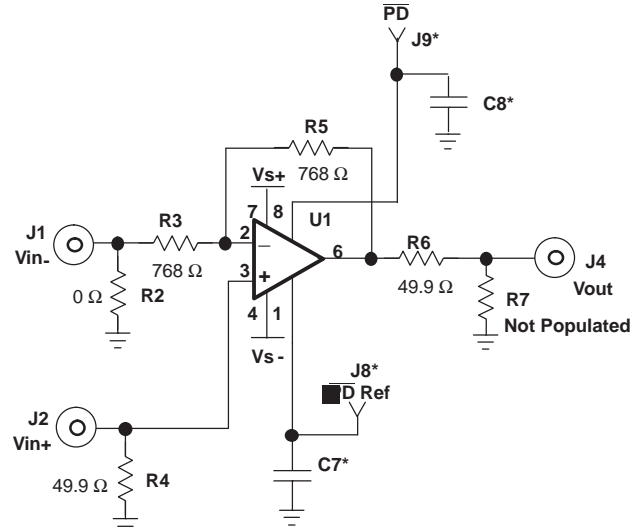 PD
J9*
C8*
R5
768 Ω
Vs+
7 8
U1
J1
Vin-
R3
768 Ω
2
−
3
+
6
R6
49.9 Ω
J4
Vout
0 Ω
R2
R7
Not Populated
4 1
Vs -
J8*
PD Ref
J2
Vin+
C7*
49.9 Ω
R4